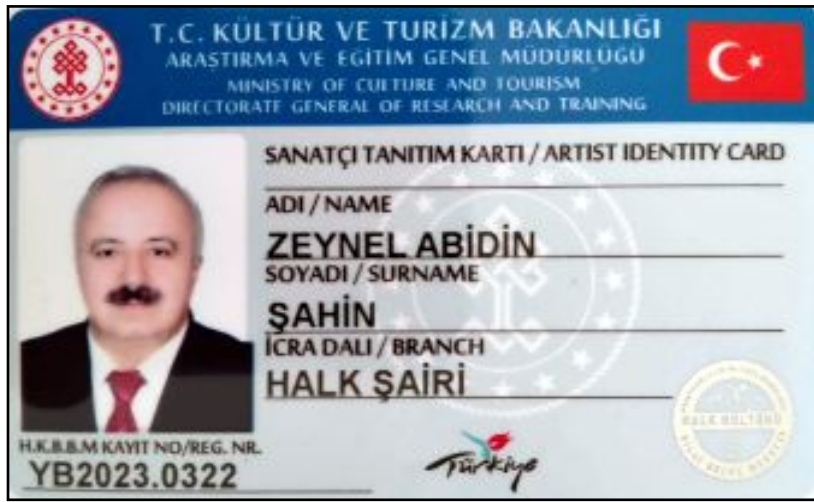 T.C. KÜLTÜR VE TURİZM BAKANLIĞI
ARAŞTIRMA VE EĞİTİM GENEL MÜDÜRLÜĞÜ
MINISTRY OF CULTURE AND TOURISM
DIRECTORATE GENERAL OF RESEARCH AND TRAINING
SANATÇI TANITIM KARTI / ARTIST IDENTITY CARD
ADI / NAME
ZEYNEL ABİDİN
SOYADI / SURNAME
ŞAHİN
İCRA DALI / BRANCH
HALK ŞAİRİ
H.K.B.B.M KAYIT NO/REG. NR.
YB2023.0322
Türkiye
HALK KÜLTÜRÜ